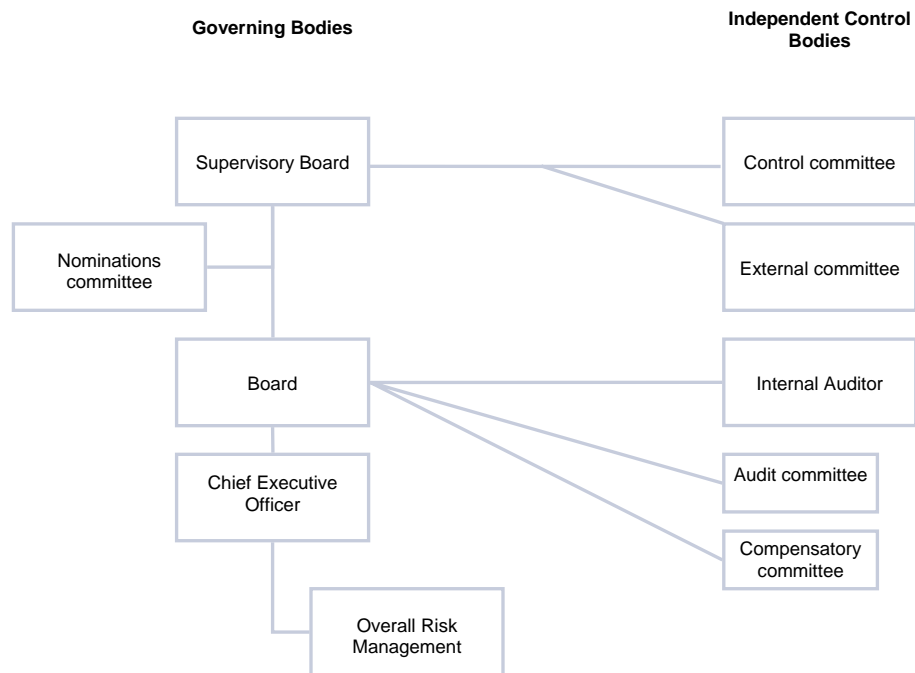 Governing Bodies
Independent Control
Bodies
Supervisory Board
Control committee
Nominations
committee
External committee
Board
Internal Auditor
Chief Executive
Officer
Audit committee
Compensatory
committee
Overall Risk
Management